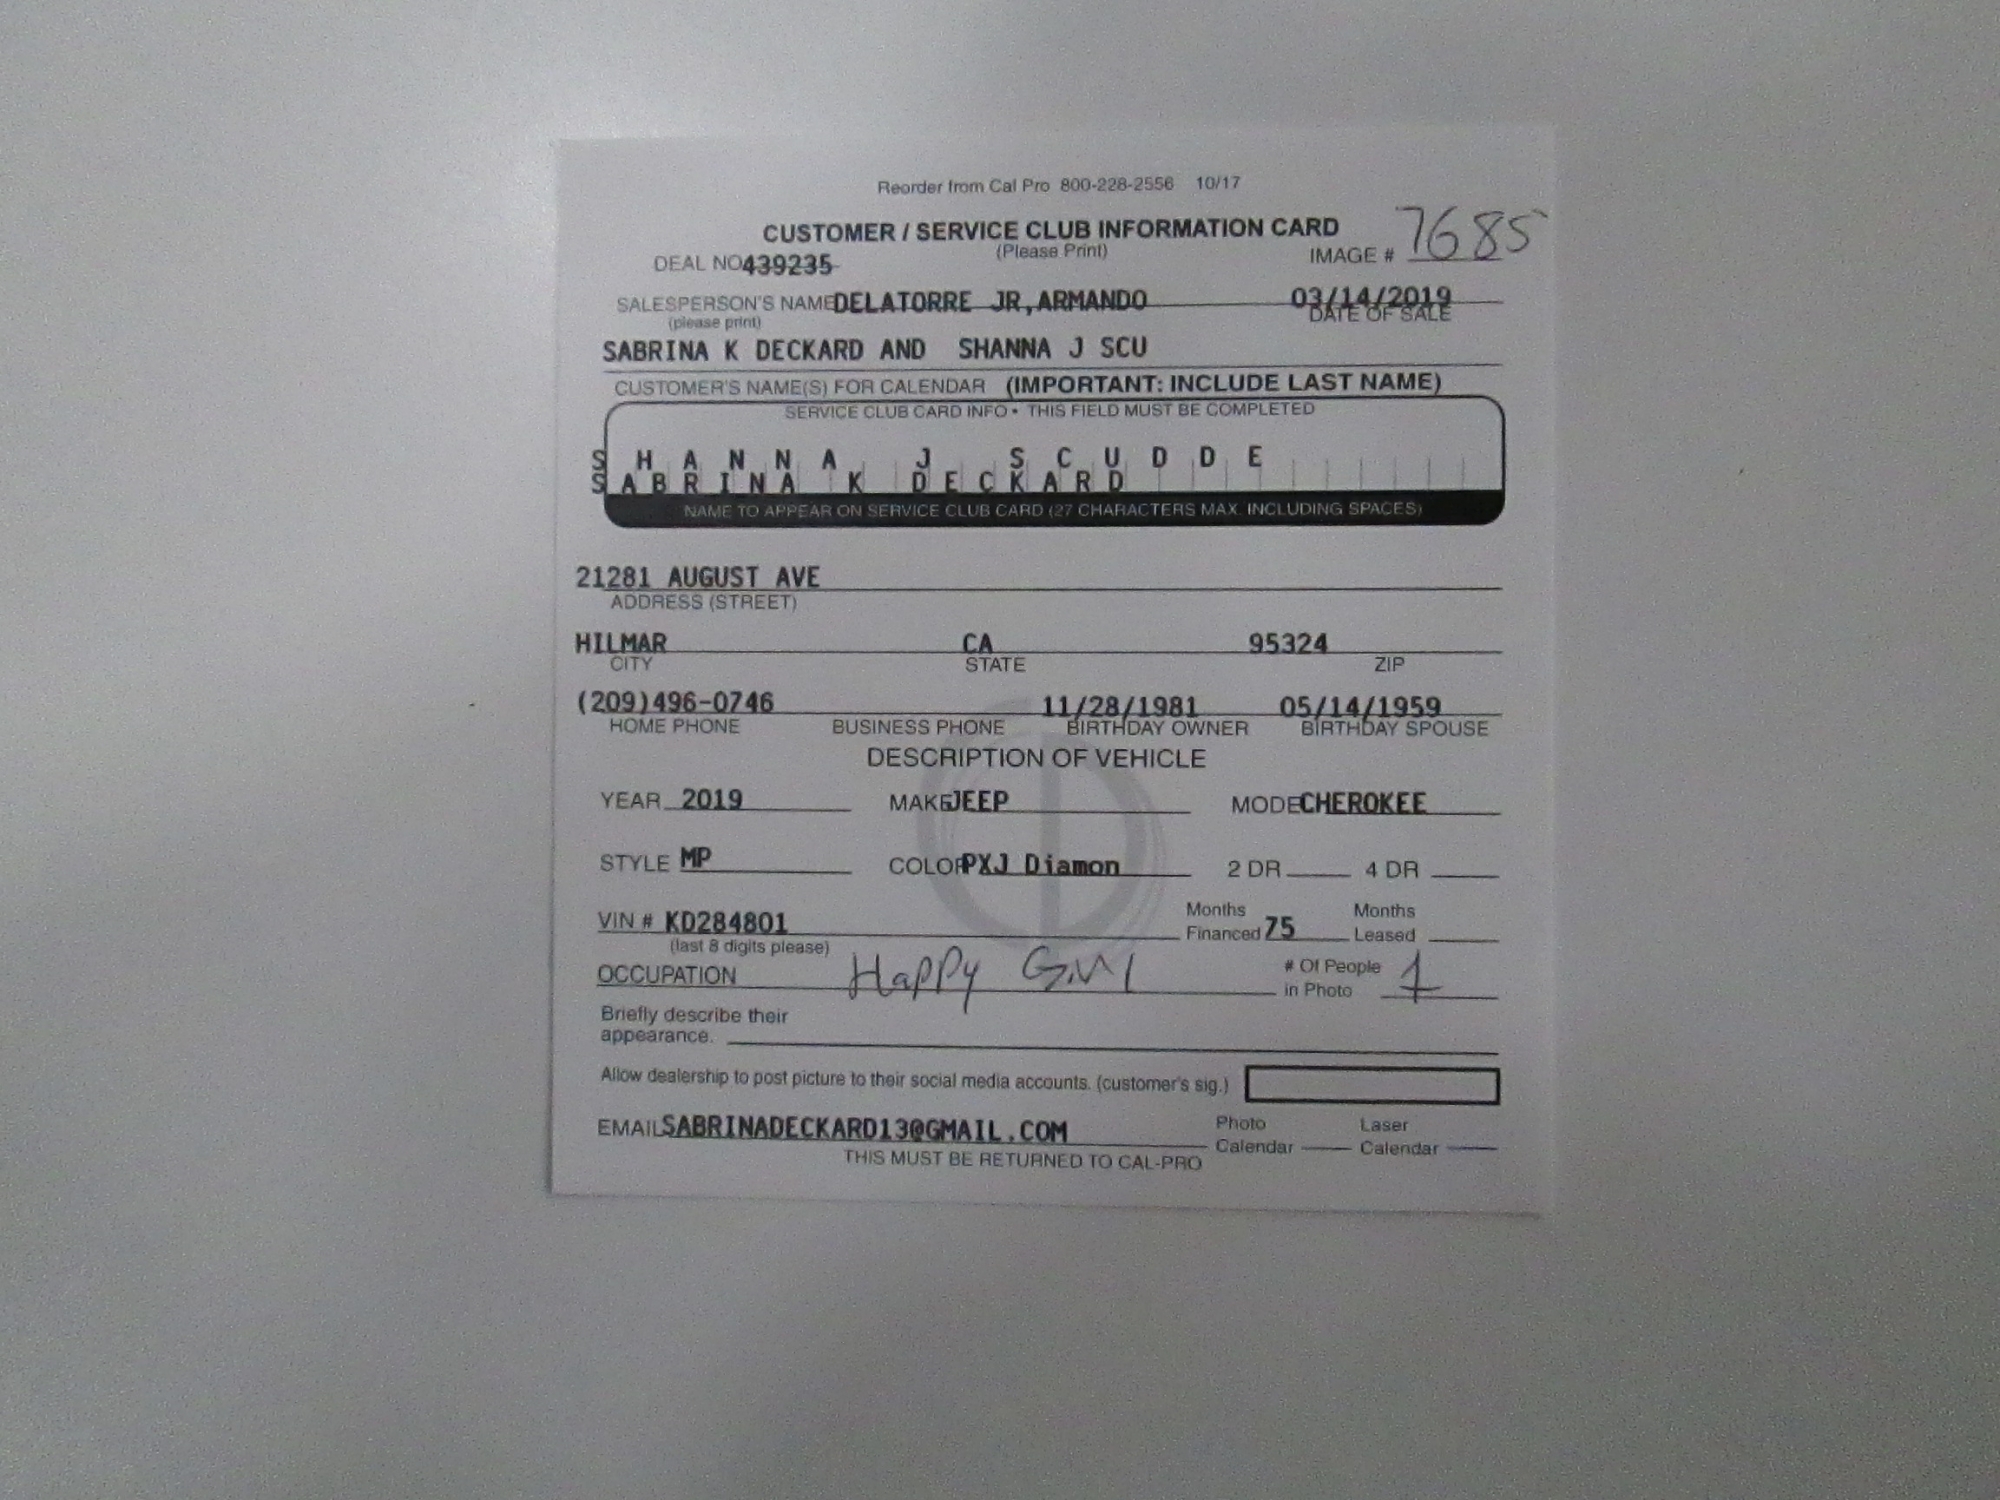 Reorder from Cal Pro 800-228-2556 10/17
CUSTOMER / SERVICE CLUB INFORMATION CARD
(Please Print)
IMAGE # 7685
DEAL NO 439235
SALESPERSON'S NAME DELATORRE JR,ARMANDO 03/14/2019
(please print) DATE OF SALE
SABRINA K DECKARD AND SHANNA J SCU
CUSTOMER'S NAME(S) FOR CALENDAR (IMPORTANT: INCLUDE LAST NAME)
SERVICE CLUB CARD INFO • THIS FIELD MUST BE COMPLETED
S H A N N A J S C U D D E
S A B R I N A K D E C K A R D
NAME TO APPEAR ON SERVICE CLUB CARD (27 CHARACTERS MAX. INCLUDING SPACES)
21281 AUGUST AVE
ADDRESS (STREET)
HILMAR CA 95324
CITY STATE ZIP
(209)496-0746 11/28/1981 05/14/1959
HOME PHONE BUSINESS PHONE BIRTHDAY OWNER BIRTHDAY SPOUSE
DESCRIPTION OF VEHICLE
YEAR 2019 MAKE JEEP MODE CHEROKEE
STYLE MP COLOR PXJ Diamon 2 DR 4 DR
VIN # KD284801 Months Financed 75 Months Leased
(last 8 digits please)
OCCUPATION Happy # Of People in Photo 1
Briefly describe their
appearance.
Allow dealership to post picture to their social media accounts. (customer's sig.)
EMAIL SABRINADECKARD13@GMAIL.COM Photo Calendar Laser Calendar
THIS MUST BE RETURNED TO CAL-PRO